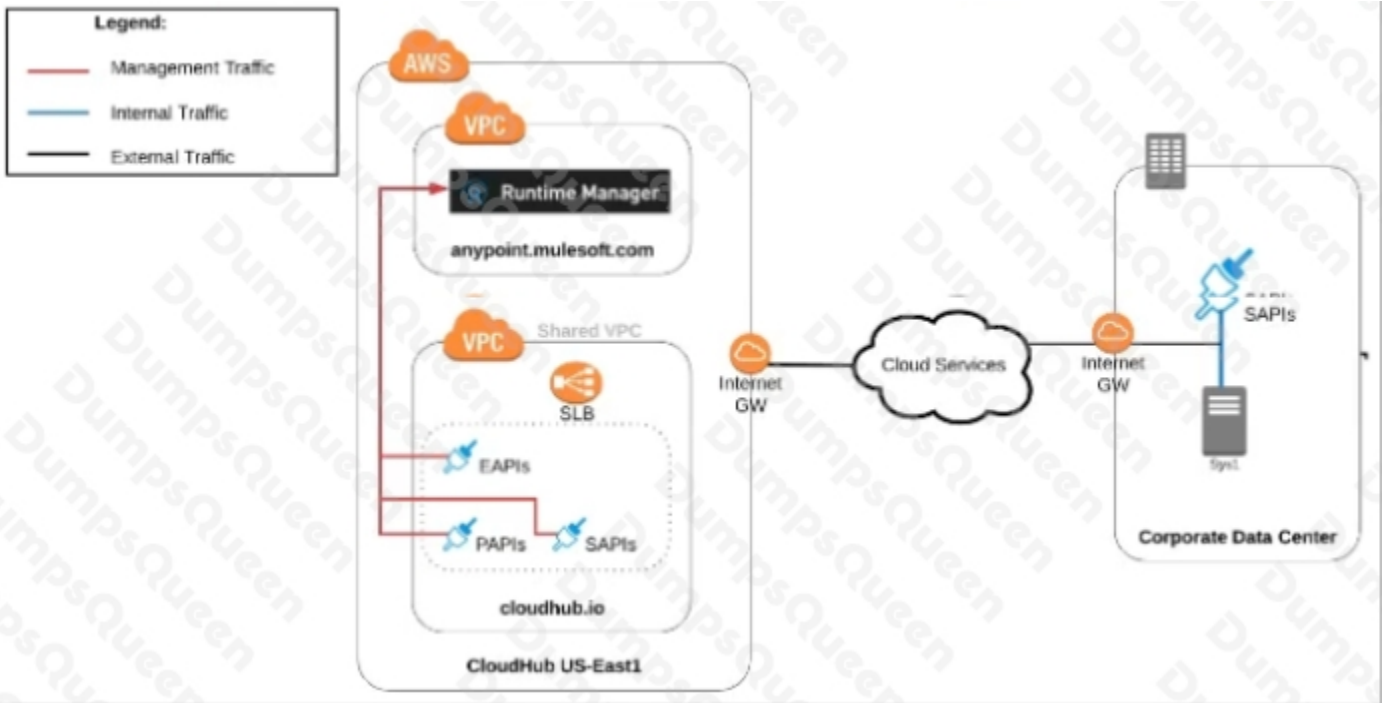 Legend:
Management Traffic
Internal Traffic
External Traffic
AWS
VPC
Runtime Manager
anypoint.mulesoft.com
VPC
Shared VPC
SLB
EAPIs
PAPIs
SAPIs
cloudhub.io
CloudHub US-East1
Internet
GW
Cloud Services
Internet
GW
SAPIs
Sys1
Corporate Data Center
DumpsQueen